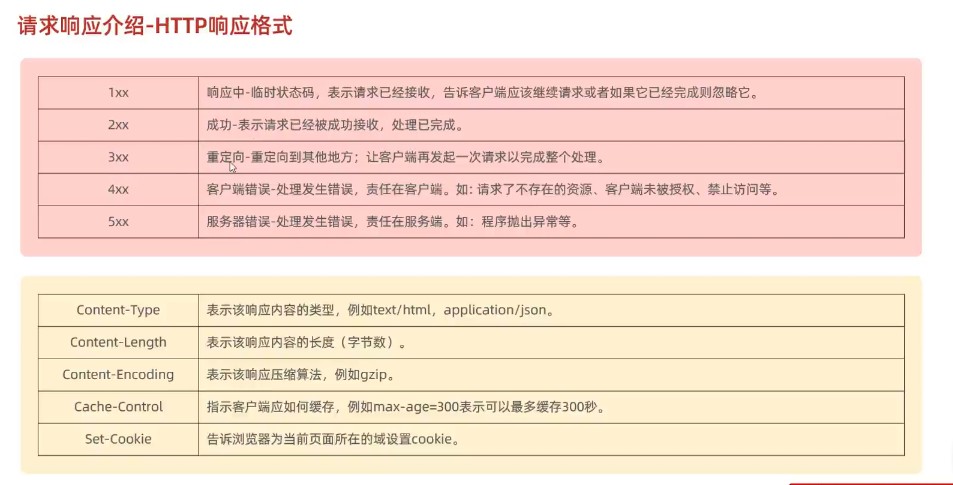 请求响应介绍-HTTP响应格式
1xx 响应中-临时状态码，表示请求已经接收，告诉客户端应该继续请求或者如果它已经完成则忽略它。
2xx 成功-表示请求已经被成功接收，处理已完成。
3xx 重定向-重定向到其他地方；让客户端再发起一次请求以完成整个处理。
4xx 客户端错误-处理发生错误，责任在客户端。如：请求了不存在的资源、客户端未被授权、禁止访问等。
5xx 服务器错误-处理发生错误，责任在服务端。如：程序抛出异常等。
Content-Type 表示该响应内容的类型，例如text/html，application/json。
Content-Length 表示该响应内容的长度（字节数）。
Content-Encoding 表示该响应压缩算法，例如gzip。
Cache-Control 指示客户端应如何缓存，例如max-age=300表示可以最多缓存300秒。
Set-Cookie 告诉浏览器为当前页面所在的域设置cookie。